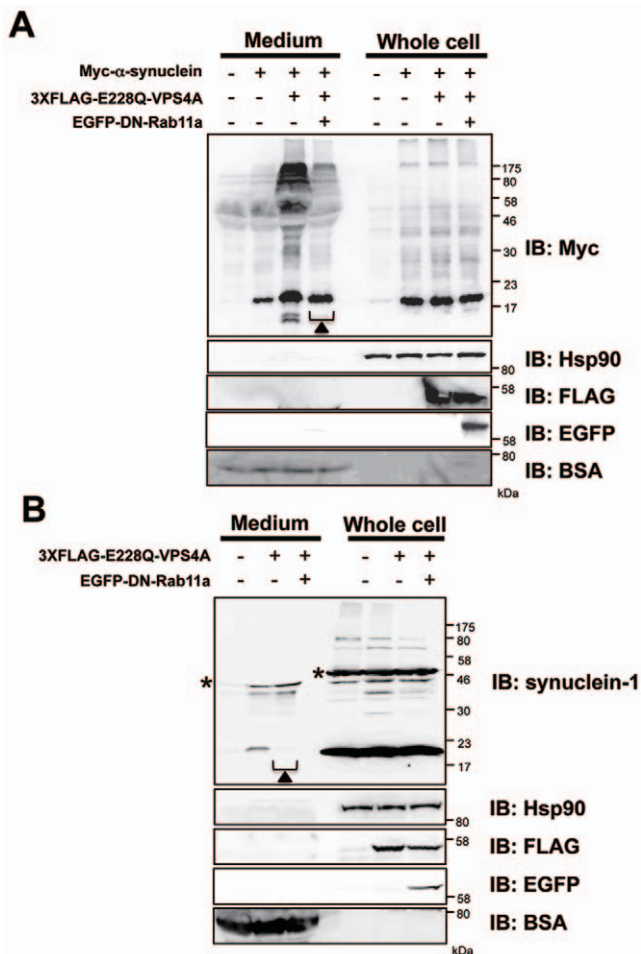 A
Medium Whole cell
Myc-α-synuclein - + + + - + + +
3XFLAG-E228Q-VPS4A - - + + - - + +
EGFP-DN-Rab11a - - - + - - - +
175
80
58
46
30
23
17
IB: Myc
80
IB: Hsp90
58
IB: FLAG
58
IB: EGFP
80
IB: BSA
kDa
B
Medium Whole cell
3XFLAG-E228Q-VPS4A - + + - + +
EGFP-DN-Rab11a - - + - - +
175
80
58
46
30
23
17
* *
IB: synuclein-1
80
IB: Hsp90
58
IB: FLAG
58
IB: EGFP
80
IB: BSA
kDa